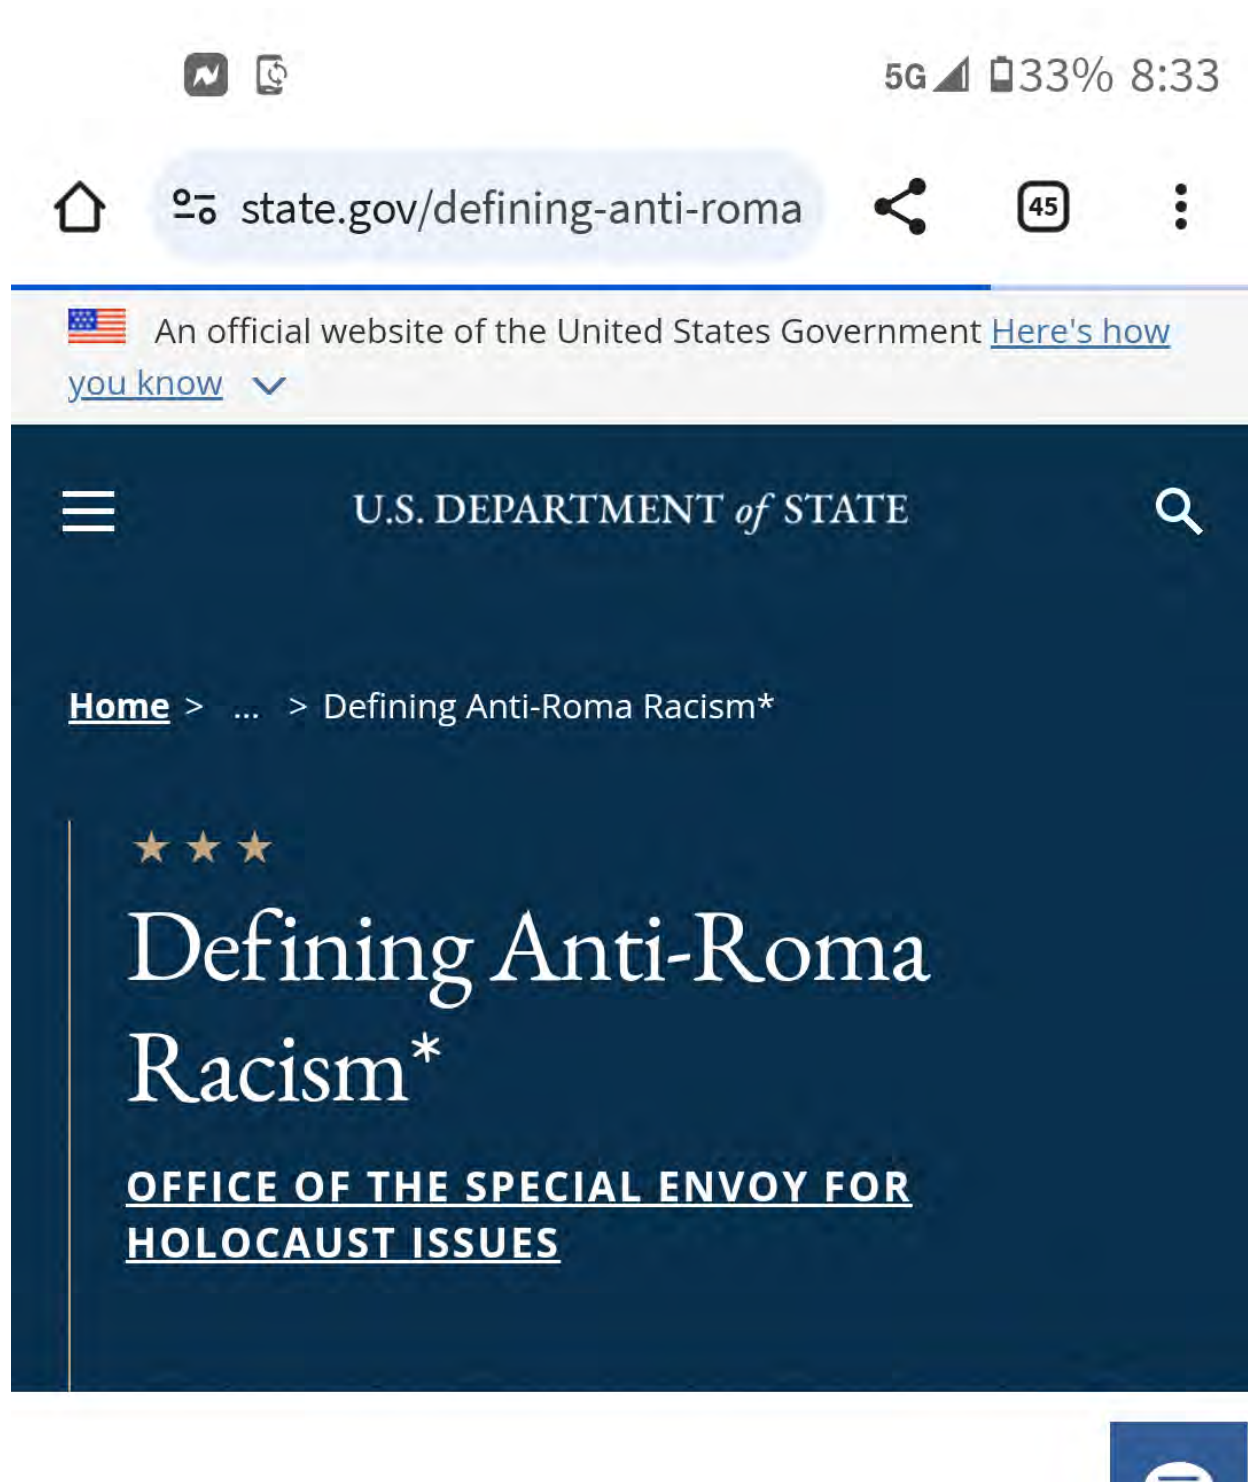 5G 33% 8:33
state.gov/defining-anti-roma
45
An official website of the United States Government Here's how
you know
U.S. DEPARTMENT of STATE
Home > ... > Defining Anti-Roma Racism*
Defining Anti-Roma
Racism*
OFFICE OF THE SPECIAL ENVOY FOR
HOLOCAUST ISSUES